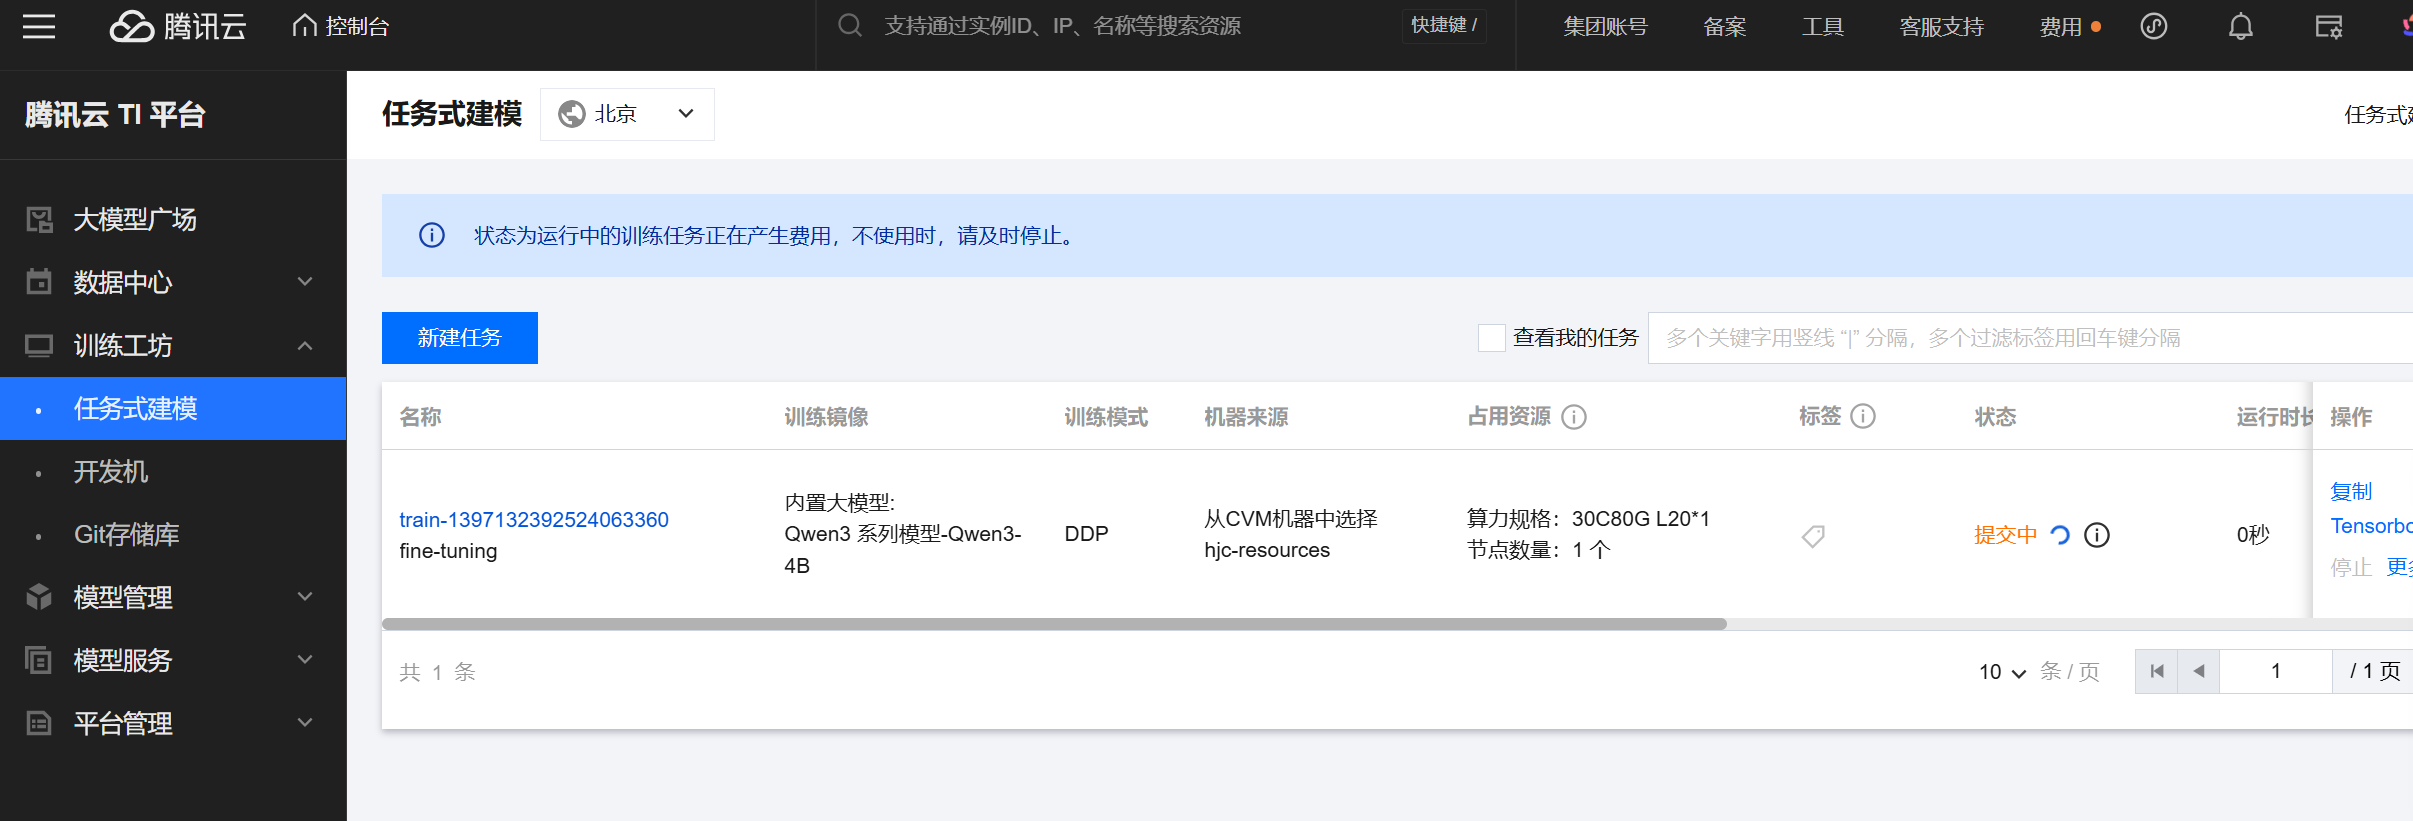 腾讯云
控制台
支持通过实例ID、IP、名称等搜索资源
快捷键 /
集团账号
备案
工具
客服支持
费用
腾讯云 TI 平台
大模型广场
数据中心
训练工坊
任务式建模
开发机
Git存储库
模型管理
模型服务
平台管理
任务式建模
北京
任务式
状态为运行中的训练任务正在产生费用，不使用时，请及时停止。
新建任务
查看我的任务
多个关键字用竖线 “|” 分隔，多个过滤标签用回车键分隔
名称 训练镜像 训练模式 机器来源 占用资源 标签 状态 运行时长 操作
train-1397132392524063360
fine-tuning
内置大模型:
Qwen3 系列模型-Qwen3-
4B
DDP
从CVM机器中选择
hjc-resources
算力规格：30C80G L20*1
节点数量：1 个
提交中
0秒
复制
Tensorbo
停止 更多
共 1 条
10 条 / 页
1 / 1 页